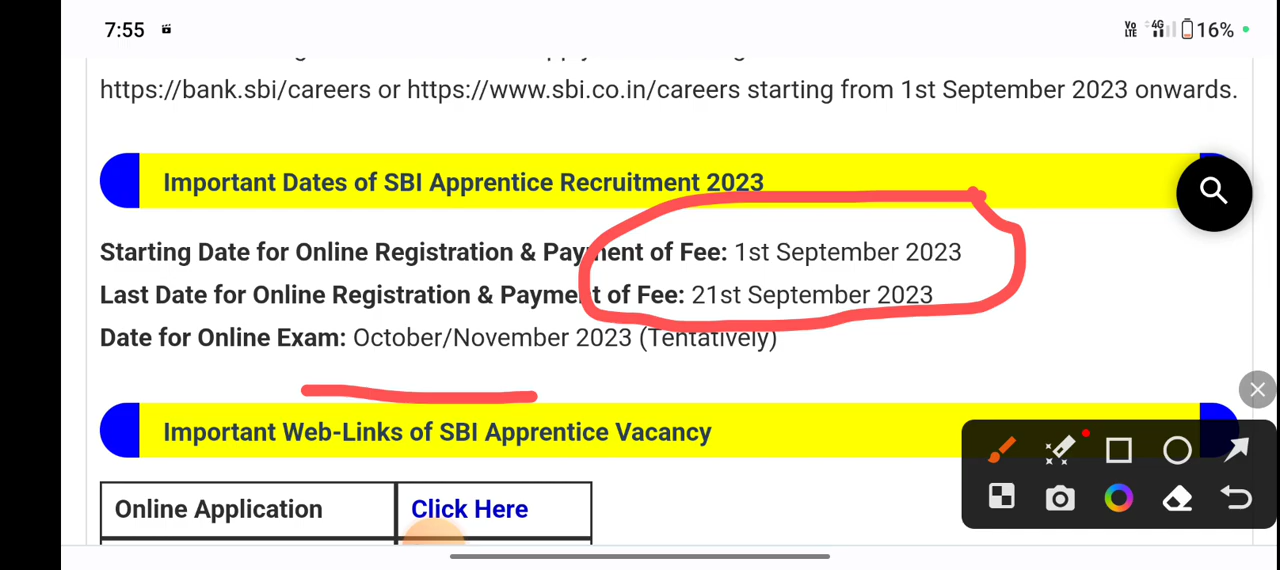 7:55
Vo LTE 4G 16%
https://bank.sbi/careers or https://www.sbi.co.in/careers starting from 1st September 2023 onwards.
Important Dates of SBI Apprentice Recruitment 2023
Starting Date for Online Registration & Payment of Fee: 1st September 2023
Last Date for Online Registration & Payment of Fee: 21st September 2023
Date for Online Exam: October/November 2023 (Tentatively)
Important Web-Links of SBI Apprentice Vacancy
Online Application Click Here